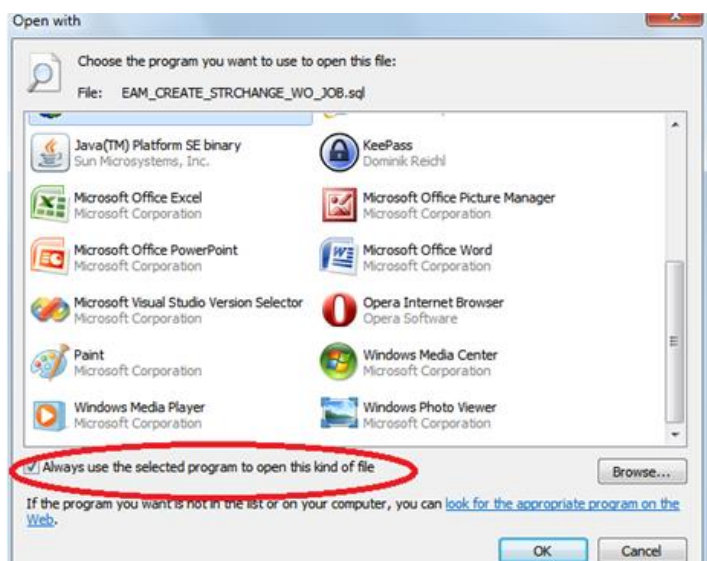 Open with
Choose the program you want to use to open this file:
File: EAM_CREATE_STRCHANGE_WO_JOB.sql
Java(TM) Platform SE binary
Sun Microsystems, Inc.
KeePass
Dominik Reichl
Microsoft Office Excel
Microsoft Corporation
Microsoft Office Picture Manager
Microsoft Corporation
Microsoft Office PowerPoint
Microsoft Corporation
Microsoft Office Word
Microsoft Corporation
Microsoft Visual Studio Version Selector
Microsoft Corporation
Opera Internet Browser
Opera Software
Paint
Microsoft Corporation
Windows Media Center
Microsoft Corporation
Windows Media Player
Microsoft Corporation
Windows Photo Viewer
Microsoft Corporation
Always use the selected program to open this kind of file
Browse...
If the program you want is not in the list or on your computer, you can look for the appropriate program on the
Web.
OK
Cancel